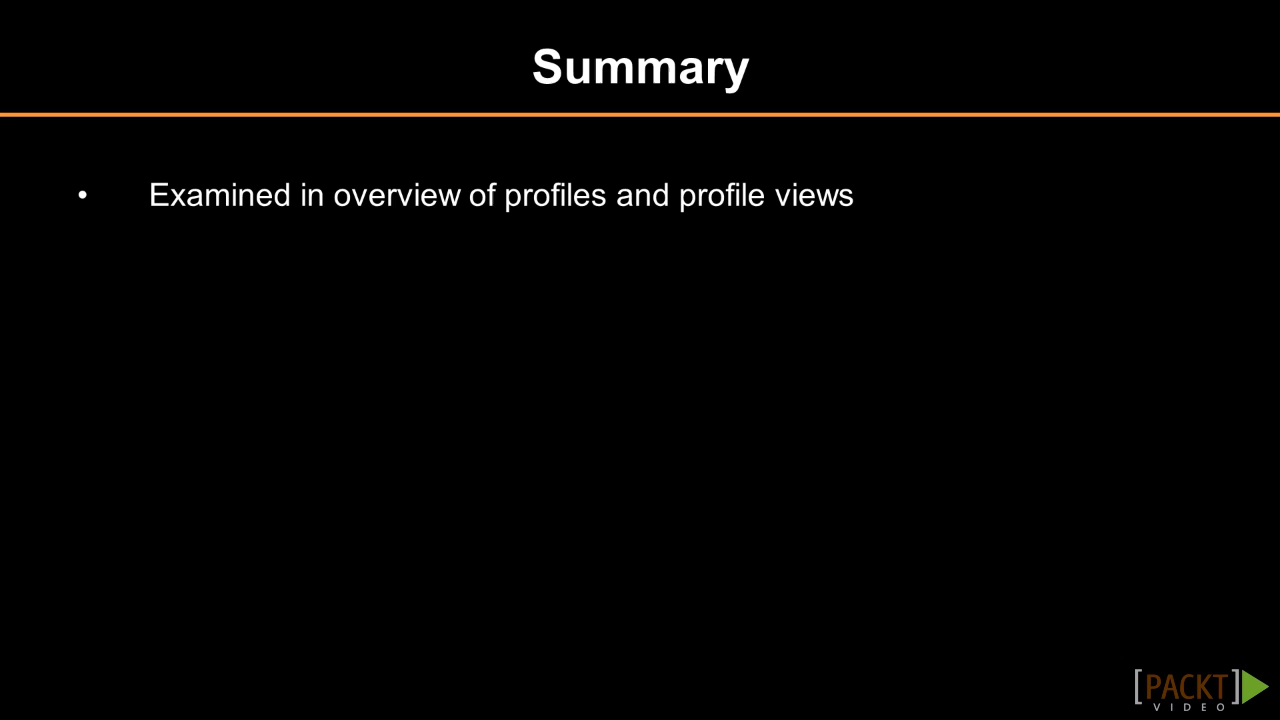 Summary
• Examined in overview of profiles and profile views
[PACKT]
VIDEO